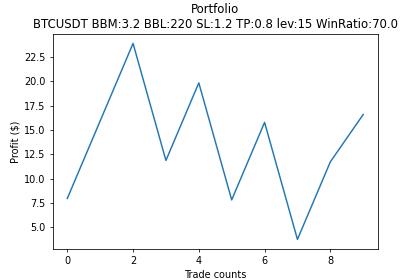 Portfolio
BTCUSDT BBM:3.2 BBL:220 SL:1.2 TP:0.8 lev:15 WinRatio:70.0
22.5
20.0
17.5
15.0
12.5
10.0
7.5
5.0
Profit ($)
0 2 4 6 8
Trade counts